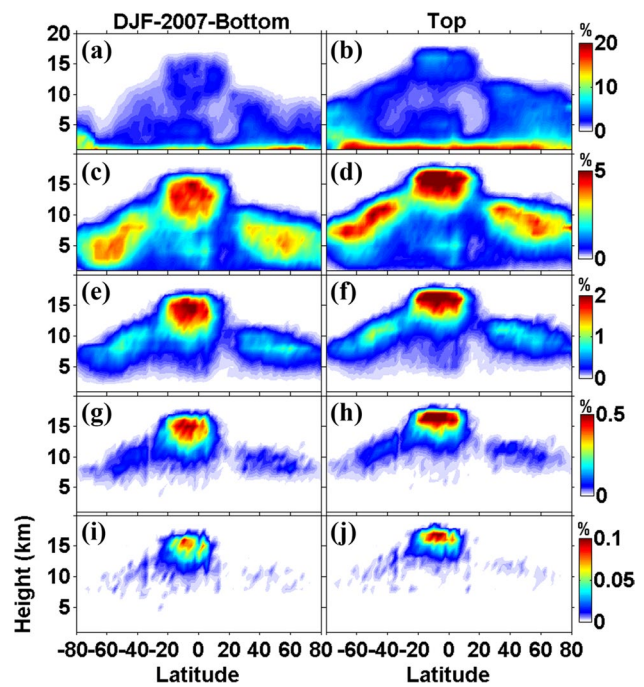 DJF-2007-Bottom Top
20 (a) (b) % 20
15
10 10
5
0
15 (c) (d) % 5
10
5
0
15 (e) (f) % 2
10 1
5
0
15 (g) (h) % 0.5
10
5
0
15 (i) (j) % 0.1
10 0.05
5
0
Height (km)
-80 -60 -40 -20 0 20 40 60 80 -60 -40 -20 0 20 40 60 80
Latitude Latitude